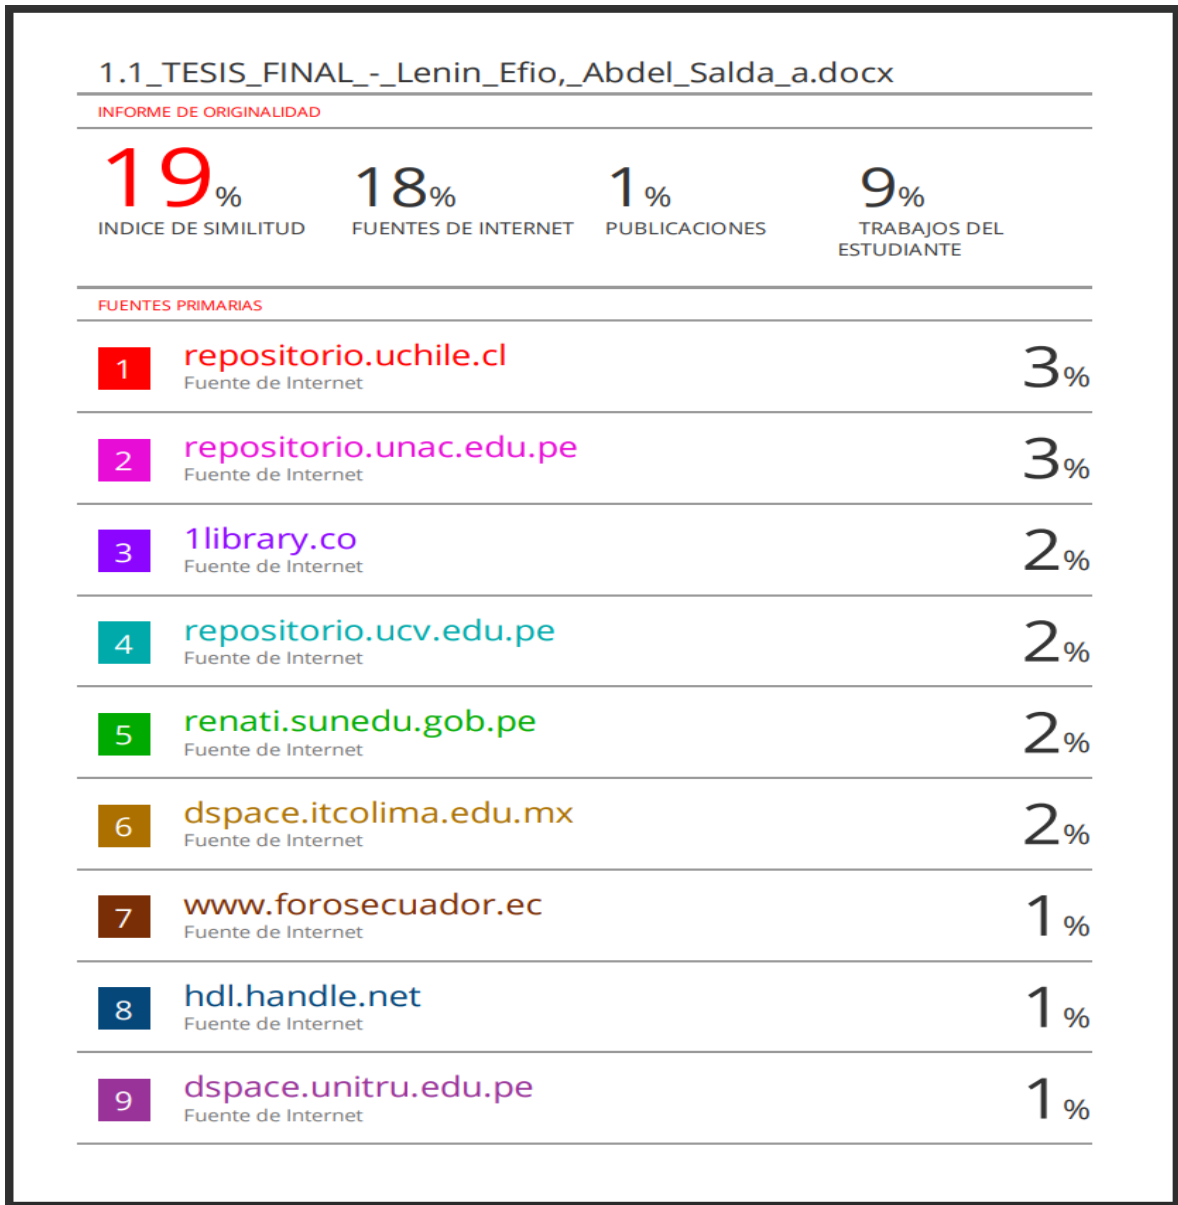 1.1_TESIS_FINAL_-_Lenin_Efio,_Abdel_Salda_a.docx
INFORME DE ORIGINALIDAD
19% 18% 1% 9%
INDICE DE SIMILITUD FUENTES DE INTERNET PUBLICACIONES TRABAJOS DEL
ESTUDIANTE
FUENTES PRIMARIAS
1 repositorio.uchile.cl 3%
Fuente de Internet
2 repositorio.unac.edu.pe 3%
Fuente de Internet
3 1library.co 2%
Fuente de Internet
4 repositorio.ucv.edu.pe 2%
Fuente de Internet
5 renati.sunedu.gob.pe 2%
Fuente de Internet
6 dspace.itcolima.edu.mx 2%
Fuente de Internet
7 www.forosecuador.ec 1%
Fuente de Internet
8 hdl.handle.net 1%
Fuente de Internet
9 dspace.unitru.edu.pe 1%
Fuente de Internet